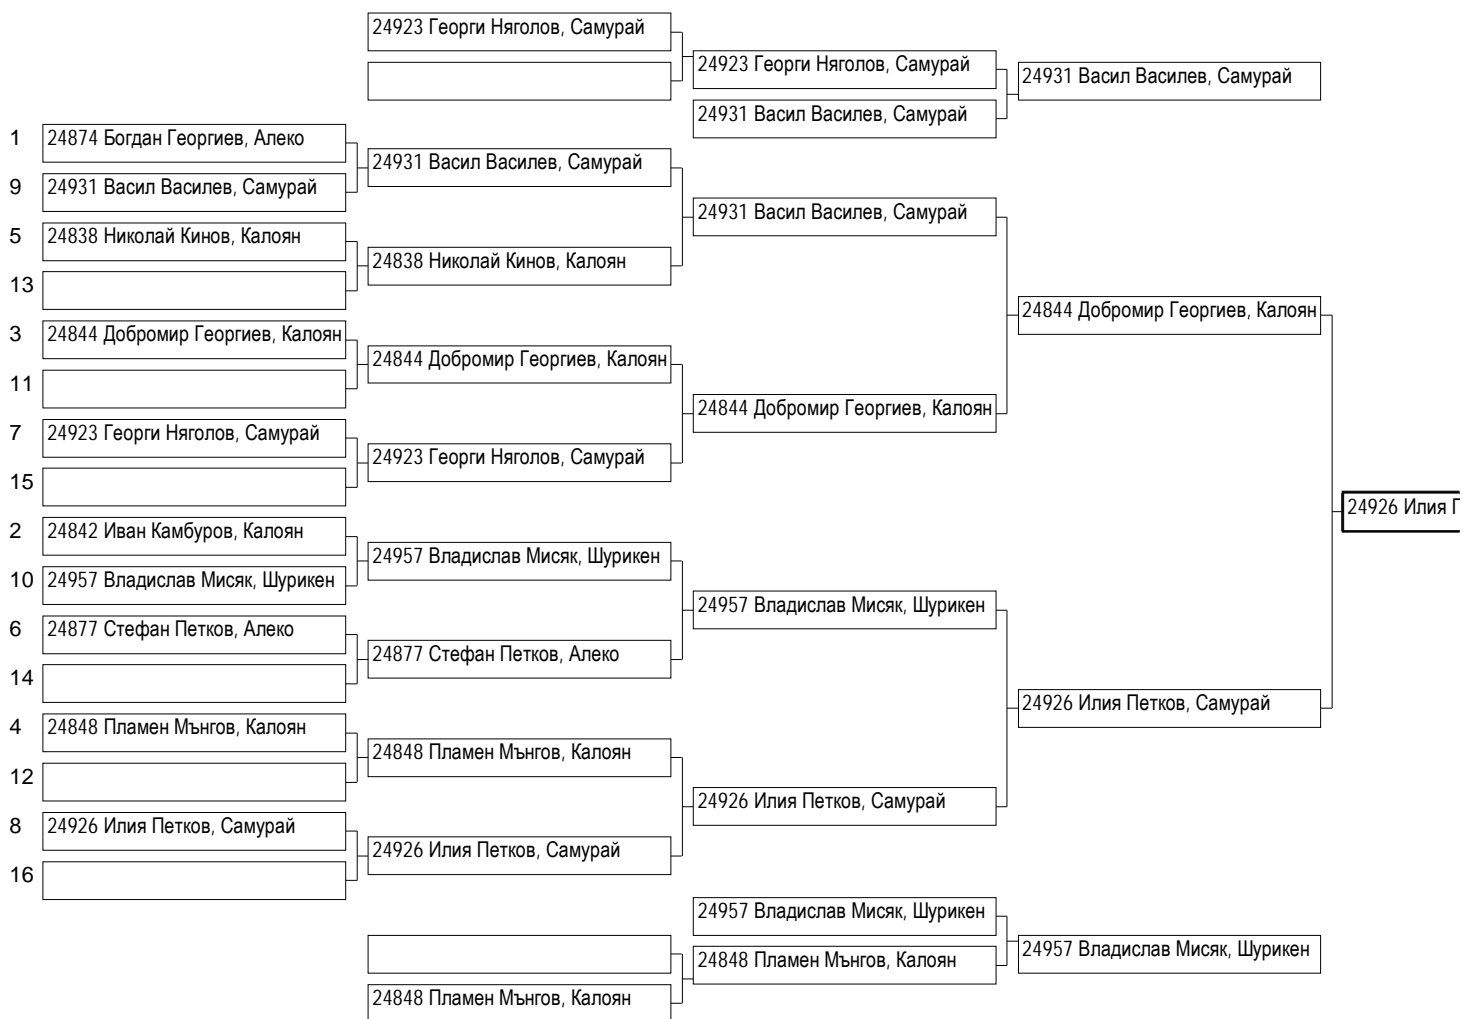 24923 Георги Няголов, Самурай
24923 Георги Няголов, Самурай
24931 Васил Василев, Самурай
24931 Васил Василев, Самурай
1 24874 Богдан Георгиев, Алеко
24931 Васил Василев, Самурай
9 24931 Васил Василев, Самурай
24931 Васил Василев, Самурай
5 24838 Николай Кинов, Калоян
24838 Николай Кинов, Калоян
13
24844 Добромир Георгиев, Калоян
3 24844 Добромир Георгиев, Калоян
24844 Добромир Георгиев, Калоян
11
24844 Добромир Георгиев, Калоян
7 24923 Георги Няголов, Самурай
24923 Георги Няголов, Самурай
15
24926 Илия
2 24842 Иван Камбуров, Калоян
24957 Владислав Мисяк, Шурикен
10 24957 Владислав Мисяк, Шурикен
24957 Владислав Мисяк, Шурикен
6 24877 Стефан Петков, Алеко
24877 Стефан Петков, Алеко
14
24926 Илия Петков, Самурай
4 24848 Пламен Мънгов, Калоян
24848 Пламен Мънгов, Калоян
12
24926 Илия Петков, Самурай
8 24926 Илия Петков, Самурай
24926 Илия Петков, Самурай
16
24957 Владислав Мисяк, Шурикен
24848 Пламен Мънгов, Калоян
24957 Владислав Мисяк, Шурикен
24848 Пламен Мънгов, Калоян